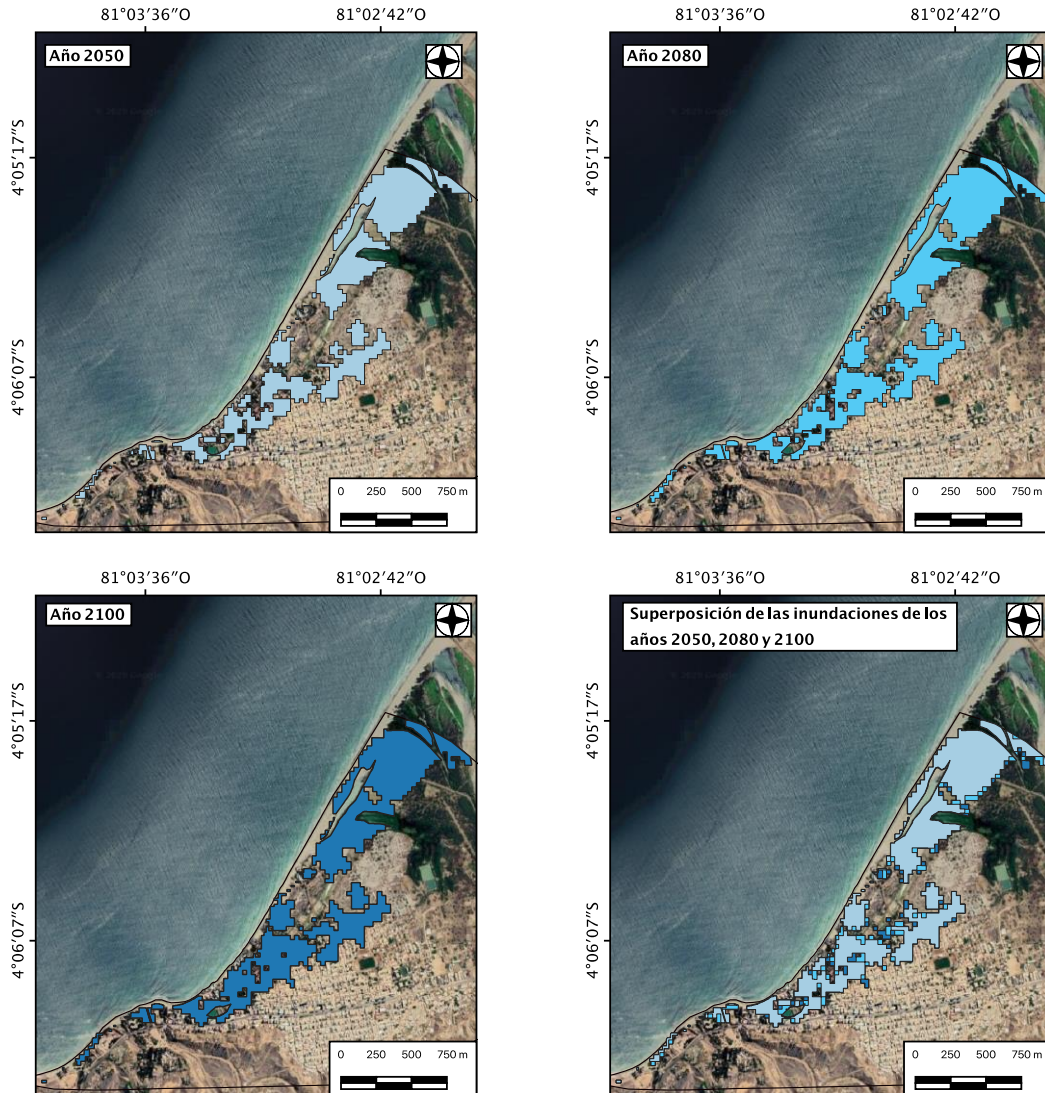 81°03'36"O 81°02'42"O
81°03'36"O 81°02'42"O
Año 2050
Año 2080
4°05'17"S
4°06'07"S
4°05'17"S
4°06'07"S
0 250 500 750 m
0 250 500 750 m
81°03'36"O 81°02'42"O
81°03'36"O 81°02'42"O
Año 2100
Superposición de las inundaciones de los
años 2050, 2080 y 2100
4°05'17"S
4°06'07"S
4°05'17"S
4°06'07"S
0 250 500 750 m
0 250 500 750 m